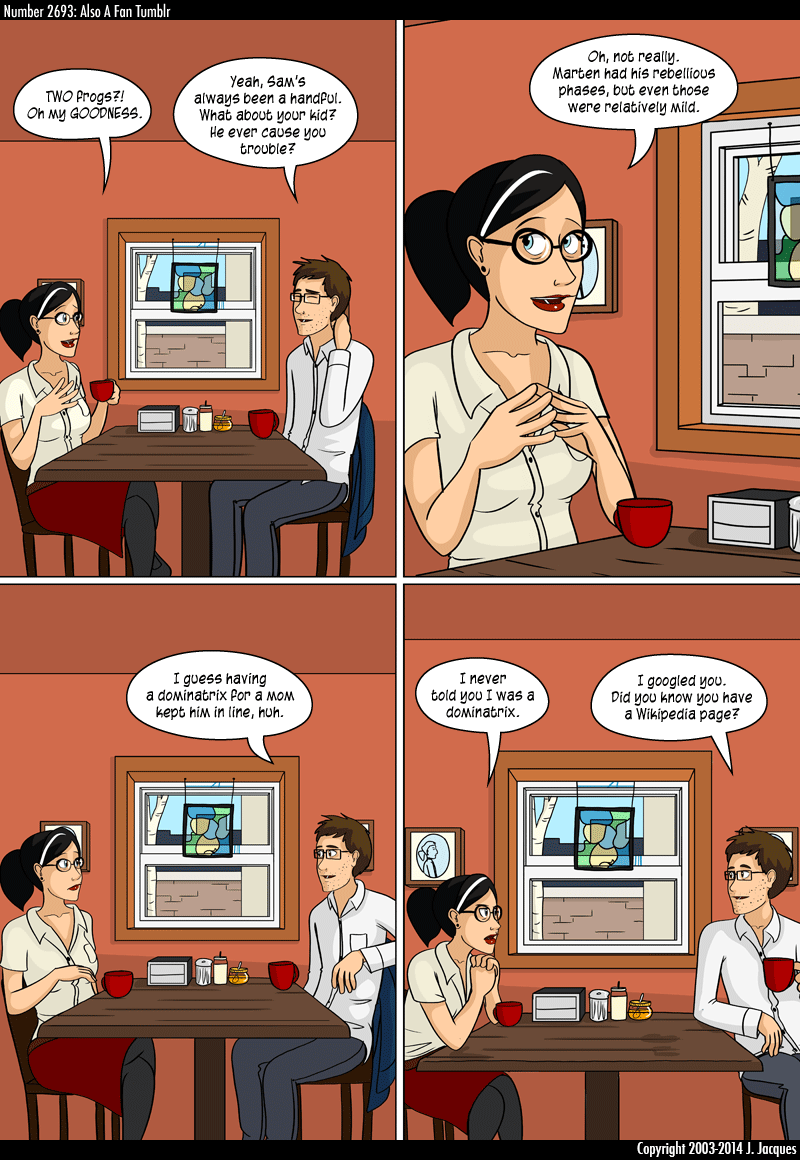 Number 2693: Also A Fan Tumblr
TWO frogs?!
Oh my GOODNESS.
Yeah, Sam's
always been a handful.
What about your kid?
He ever cause you
trouble?
Oh, not really.
Marten had his rebellious
phases, but even those
were relatively mild.
I guess having
a dominatrix for a mom
kept him in line, huh.
I never
told you I was a
dominatrix.
I googled you.
Did you know you have
a Wikipedia page?
Copyright 2003-2014 J. Jacques